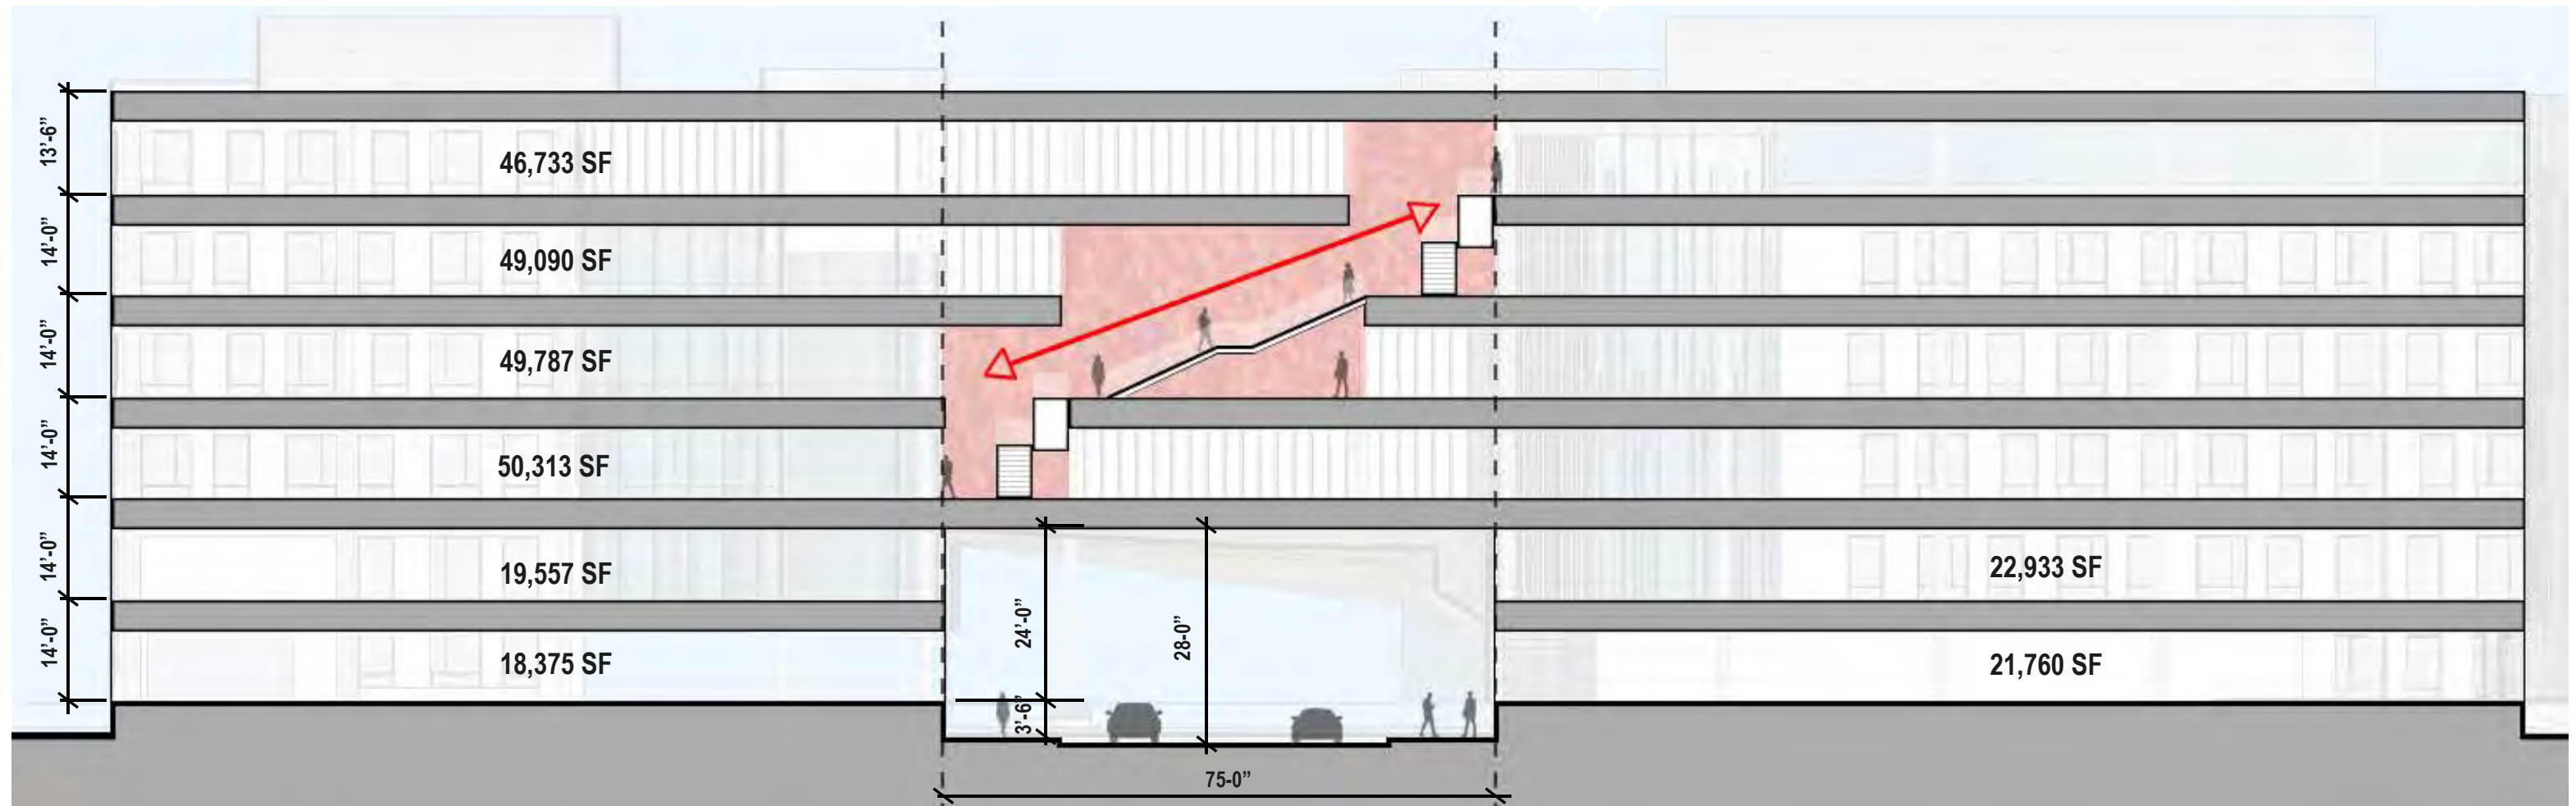 13'-6"
46,733 SF
14'-0"
49,090 SF
14'-0"
49,787 SF
14'-0"
50,313 SF
14'-0"
19,557 SF
22,933 SF
14'-0"
18,375 SF
21,760 SF
24'-0"
28-0”
3'-6"
75-0”